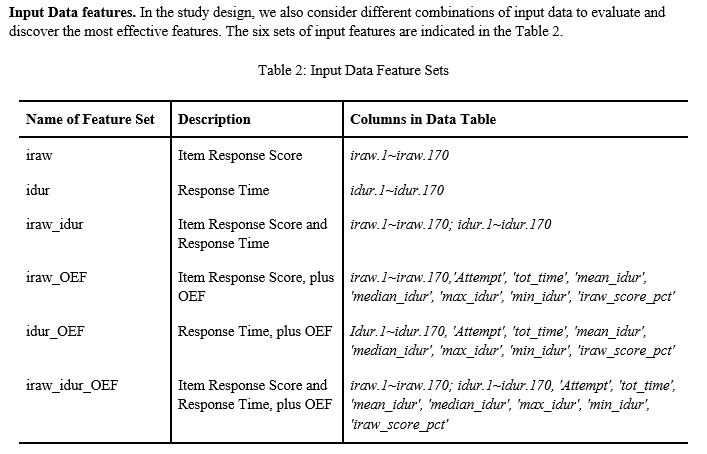 Input Data features. In the study design, we also consider different combinations of input data to evaluate and
discover the most effective features. The six sets of input features are indicated in the Table 2.
Table 2: Input Data Feature Sets
Name of Feature Set Description Columns in Data Table
iraw Item Response Score iraw.1~iraw.170
idur Response Time idur.1~idur.170
iraw_idur Item Response Score and iraw.1~iraw.170; idur.1~idur.170
Response Time
iraw_OEF Item Response Score, plus iraw.1~iraw.170,'Attempt', 'tot_time', 'mean_idur',
OEF 'median_idur', 'max_idur', 'min_idur', 'iraw_score_pct'
idur_OEF Response Time, plus OEF Idur.1~idur.170, 'Attempt', 'tot_time', 'mean_idur',
'median_idur', 'max_idur', 'min_idur', 'iraw_score_pct'
iraw_idur_OEF Item Response Score and iraw.1~iraw.170; idur.1~idur.170, 'Attempt', 'tot_time',
Response Time, plus OEF 'mean_idur', 'median_idur', 'max_idur', 'min_idur',
'iraw_score_pct'